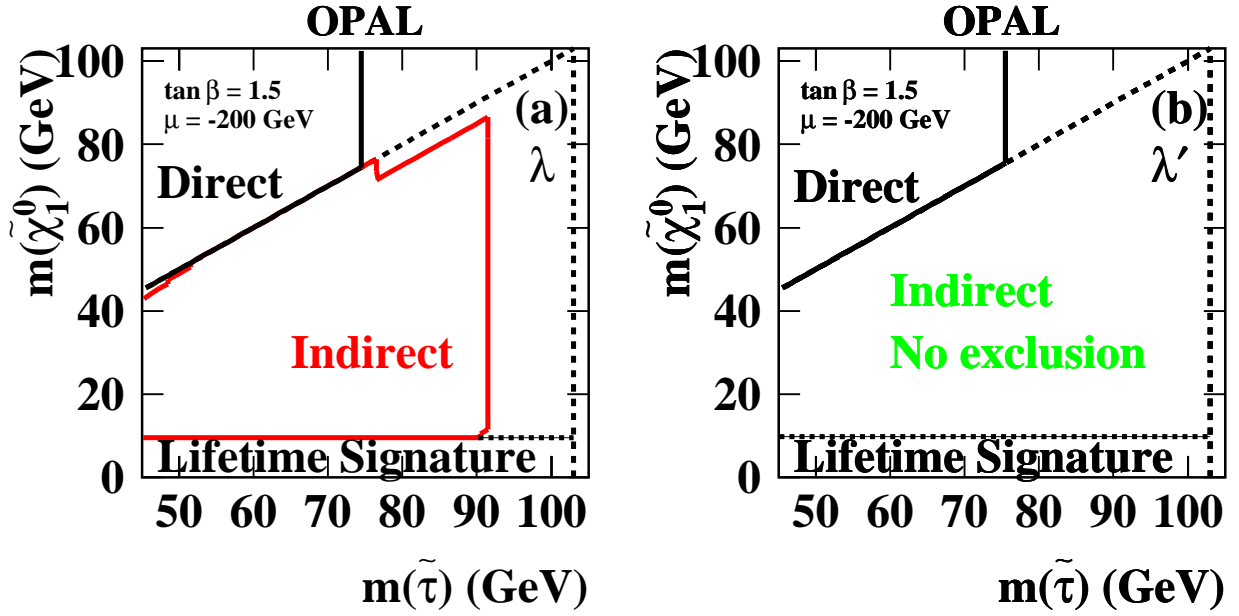 OPAL
m(χ̃₁⁰) (GeV)
100
80
60
40
20
0
tan β = 1.5
μ = -200 GeV
(a)
λ
Direct
Indirect
Lifetime Signature
50 60 70 80 90 100
m(τ̃) (GeV)
OPAL
m(χ̃₁⁰) (GeV)
100
80
60
40
20
0
tan β = 1.5
μ = -200 GeV
(b)
λ′
Direct
Indirect
No exclusion
Lifetime Signature
50 60 70 80 90 100
m(τ̃) (GeV)